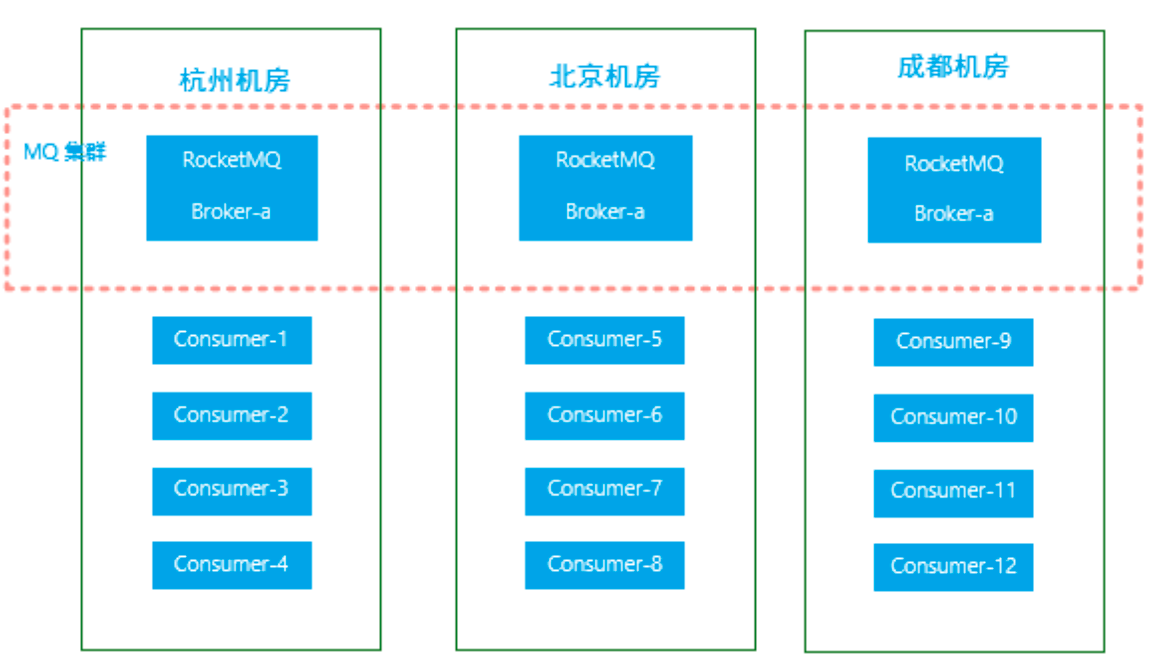 杭州机房
北京机房
成都机房
MQ 集群
RocketMQ
Broker-a
RocketMQ
Broker-a
RocketMQ
Broker-a
Consumer-1
Consumer-2
Consumer-3
Consumer-4
Consumer-5
Consumer-6
Consumer-7
Consumer-8
Consumer-9
Consumer-10
Consumer-11
Consumer-12